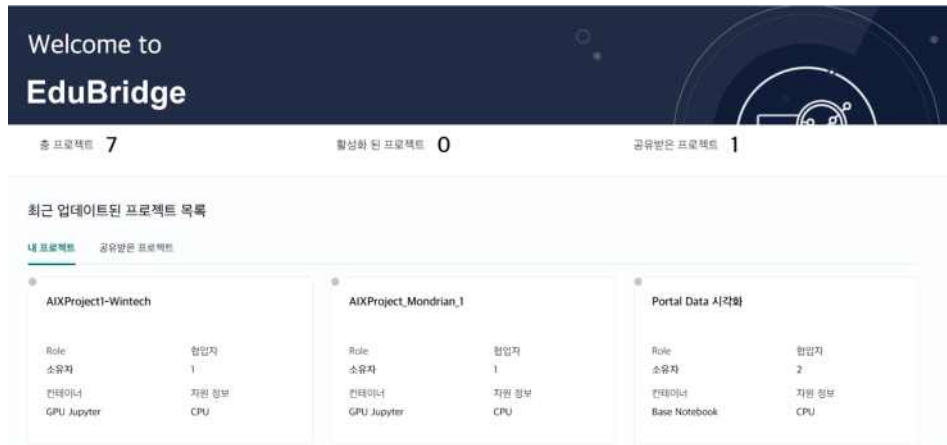 Welcome to
EduBridge
총 프로젝트 7 활성화 된 프로젝트 0 공유받은 프로젝트 1
최근 업데이트된 프로젝트 목록
내 프로젝트 공유받은 프로젝트
AIXProject1-Wintech AIXProject_Mondrian_1 Portal Data 시각화
Role 협업자 Role 협업자 Role 협업자
소유자 1 소유자 1 소유자 2
컨테이너 자원 정보 컨테이너 자원 정보 컨테이너 자원 정보
GPU Jupyter CPU GPU Jupyter CPU Base Notebook CPU